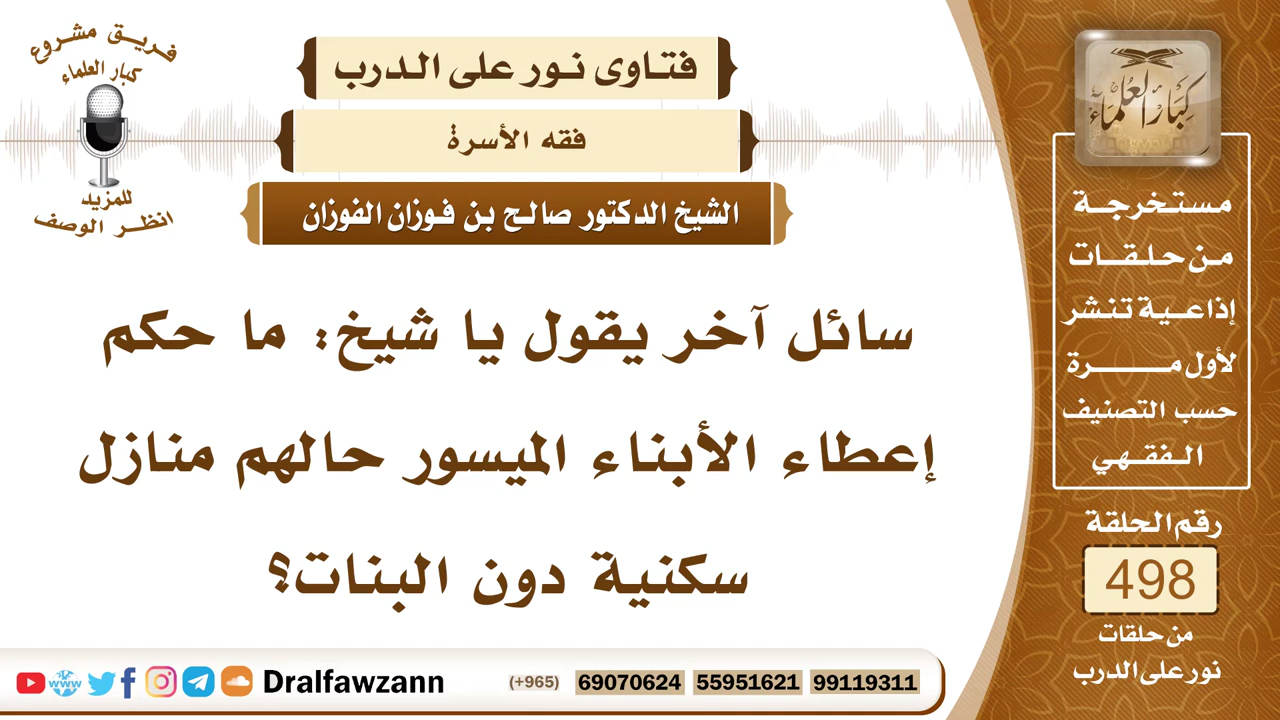 فريق مشروع
كبار العلماء
للمزيد
انظر الوصف
فتاوى نور على الدرب
فقه الأسرة
الشيخ الدكتور صالح بن فوزان الفوزان
سائل آخر يقول يا شيخ: ما حكم
إعطاء الأبناء الميسور حالهم منازل
سكنية دون البنات؟
كبار العلماء
مستخرجة
من حلقات
إذاعية تنشر
لأول مرة
حسب التصنيف
الفقهي
رقم الحلقة
498
من حلقات
نور على الدرب
www
Dralfawzann (+965) 69070624 55951621 99119311